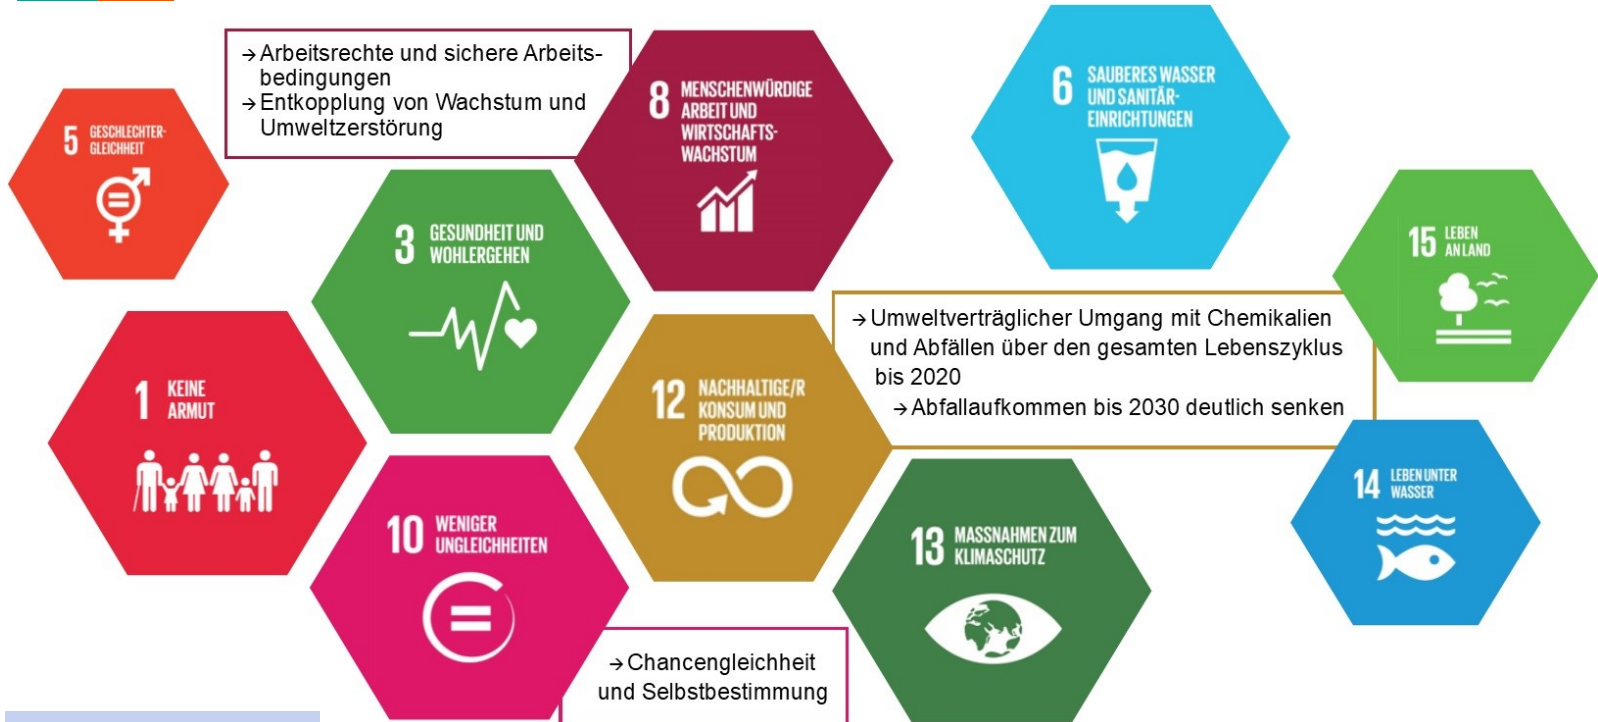 → Arbeitsrechte und sichere Arbeits-
bedingungen
→ Entkopplung von Wachstum und
Umweltzerstörung
5 GESCHLECHTER-
GLEICHHEIT
8 MENSCHENWÜRDIGE
ARBEIT UND
WIRTSCHAFTS-
WACHSTUM
6 SAUBERES WASSER
UND SANITÄR-
EINRICHTUNGEN
3 GESUNDHEIT UND
WOHLERGEHEN
15 LEBEN
AN LAND
→ Umweltverträglicher Umgang mit Chemikalien
und Abfällen über den gesamten Lebenszyklus
bis 2020
→ Abfallaufkommen bis 2030 deutlich senken
1 KEINE
ARMUT
12 NACHHALTIGE/R
KONSUM UND
PRODUKTION
14 LEBEN UNTER
WASSER
10 WENIGER
UNGLEICHHEITEN
13 MASSNAHMEN ZUM
KLIMASCHUTZ
→ Chancengleichheit
und Selbstbestimmung